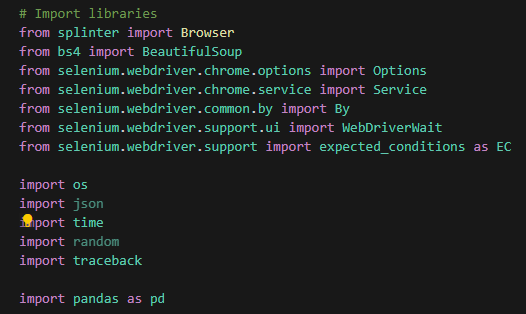 # Import libraries
from splinter import Browser
from bs4 import BeautifulSoup
from selenium.webdriver.chrome.options import Options
from selenium.webdriver.chrome.service import Service
from selenium.webdriver.common.by import By
from selenium.webdriver.support.ui import WebDriverWait
from selenium.webdriver.support import expected_conditions as EC
import os
import json
import time
import random
import traceback
import pandas as pd